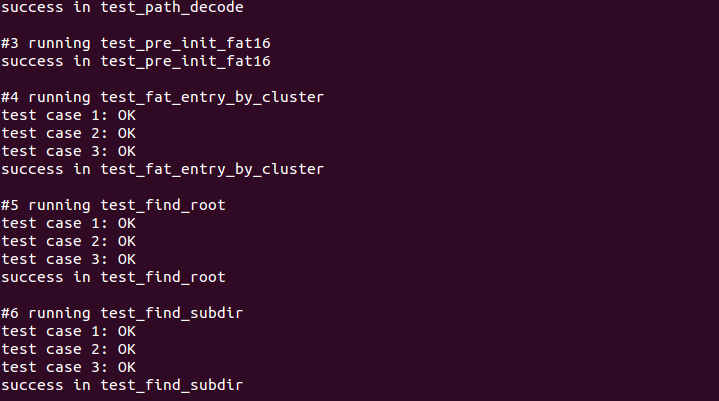 success in test_path_decode
#3 running test_pre_init_fat16
success in test_pre_init_fat16
#4 running test_fat_entry_by_cluster
test case 1: OK
test case 2: OK
test case 3: OK
success in test_fat_entry_by_cluster
#5 running test_find_root
test case 1: OK
test case 2: OK
test case 3: OK
success in test_find_root
#6 running test_find_subdir
test case 1: OK
test case 2: OK
test case 3: OK
success in test_find_subdir